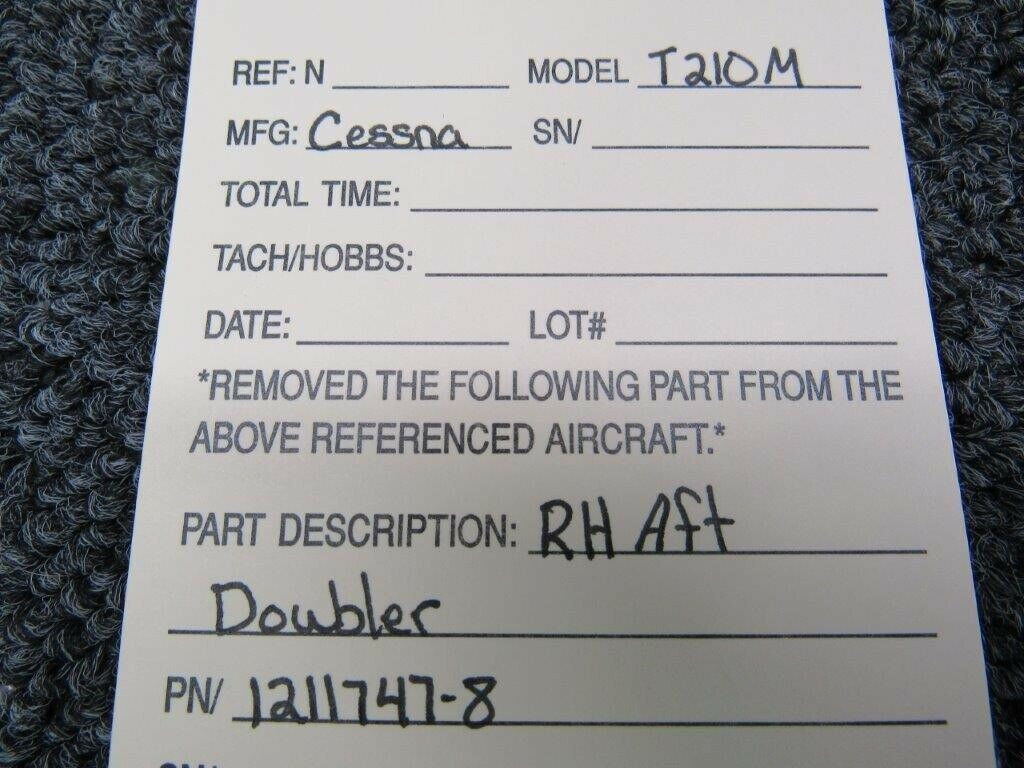 REF: N MODEL T210M
MFG: Cessna SN/
TOTAL TIME:
TACH/HOBBS:
DATE: LOT#
*REMOVED THE FOLLOWING PART FROM THE
ABOVE REFERENCED AIRCRAFT.*
PART DESCRIPTION: RH Aft
Doubler
PN/ 1211747-8